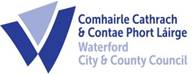 Comhairle Cathrach
& Contae Phort Láirge
Waterford
City & County Council